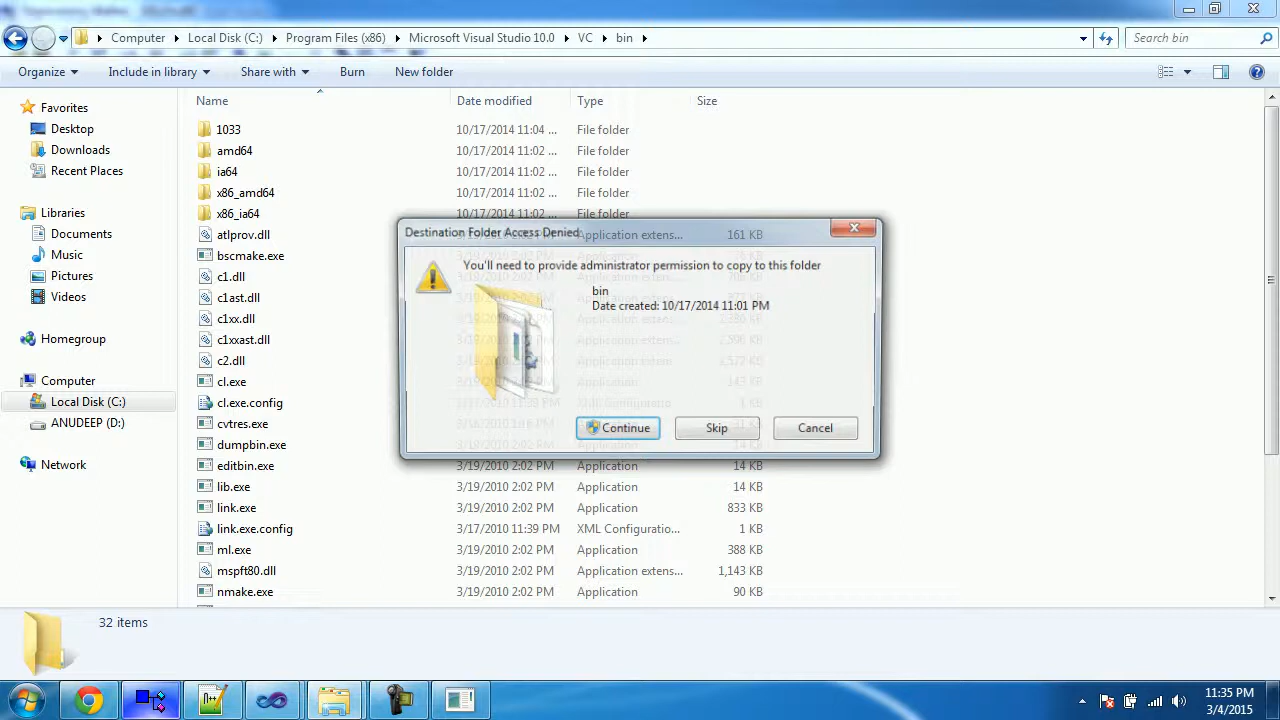 Computer Local Disk (C:) Program Files (x86) Microsoft Visual Studio 10.0 VC bin
Search bin
Organize Include in library Share with Burn New folder
Name Date modified Type Size
Favorites
Desktop
Downloads
Recent Places
Libraries
Documents
Music
Pictures
Videos
Homegroup
Computer
Local Disk (C:)
ANUDEEP (D:)
Network
1033 10/17/2014 11:04 ... File folder
amd64 10/17/2014 11:02 ... File folder
ia64 10/17/2014 11:02 ... File folder
x86_amd64 10/17/2014 11:02 ... File folder
x86_ia64 10/17/2014 11:02 ... File folder
atlprov.dll Application extens... 161 KB
bscmake.exe
c1.dll
c1ast.dll
c1xx.dll
c1xxast.dll
c2.dll
cl.exe
cl.exe.config
cvtres.exe
dumpbin.exe
editbin.exe 3/19/2010 2:02 PM Application 14 KB
lib.exe 3/19/2010 2:02 PM Application 14 KB
link.exe 3/19/2010 2:02 PM Application 833 KB
link.exe.config 3/17/2010 11:39 PM XML Configuratio... 1 KB
ml.exe 3/19/2010 2:02 PM Application 388 KB
mspft80.dll 3/19/2010 2:02 PM Application extens... 1,143 KB
nmake.exe 3/19/2010 2:02 PM Application 90 KB
Destination Folder Access Denied
You'll need to provide administrator permission to copy to this folder
bin
Date created: 10/17/2014 11:01 PM
Continue Skip Cancel
32 items
11:35 PM
3/4/2015